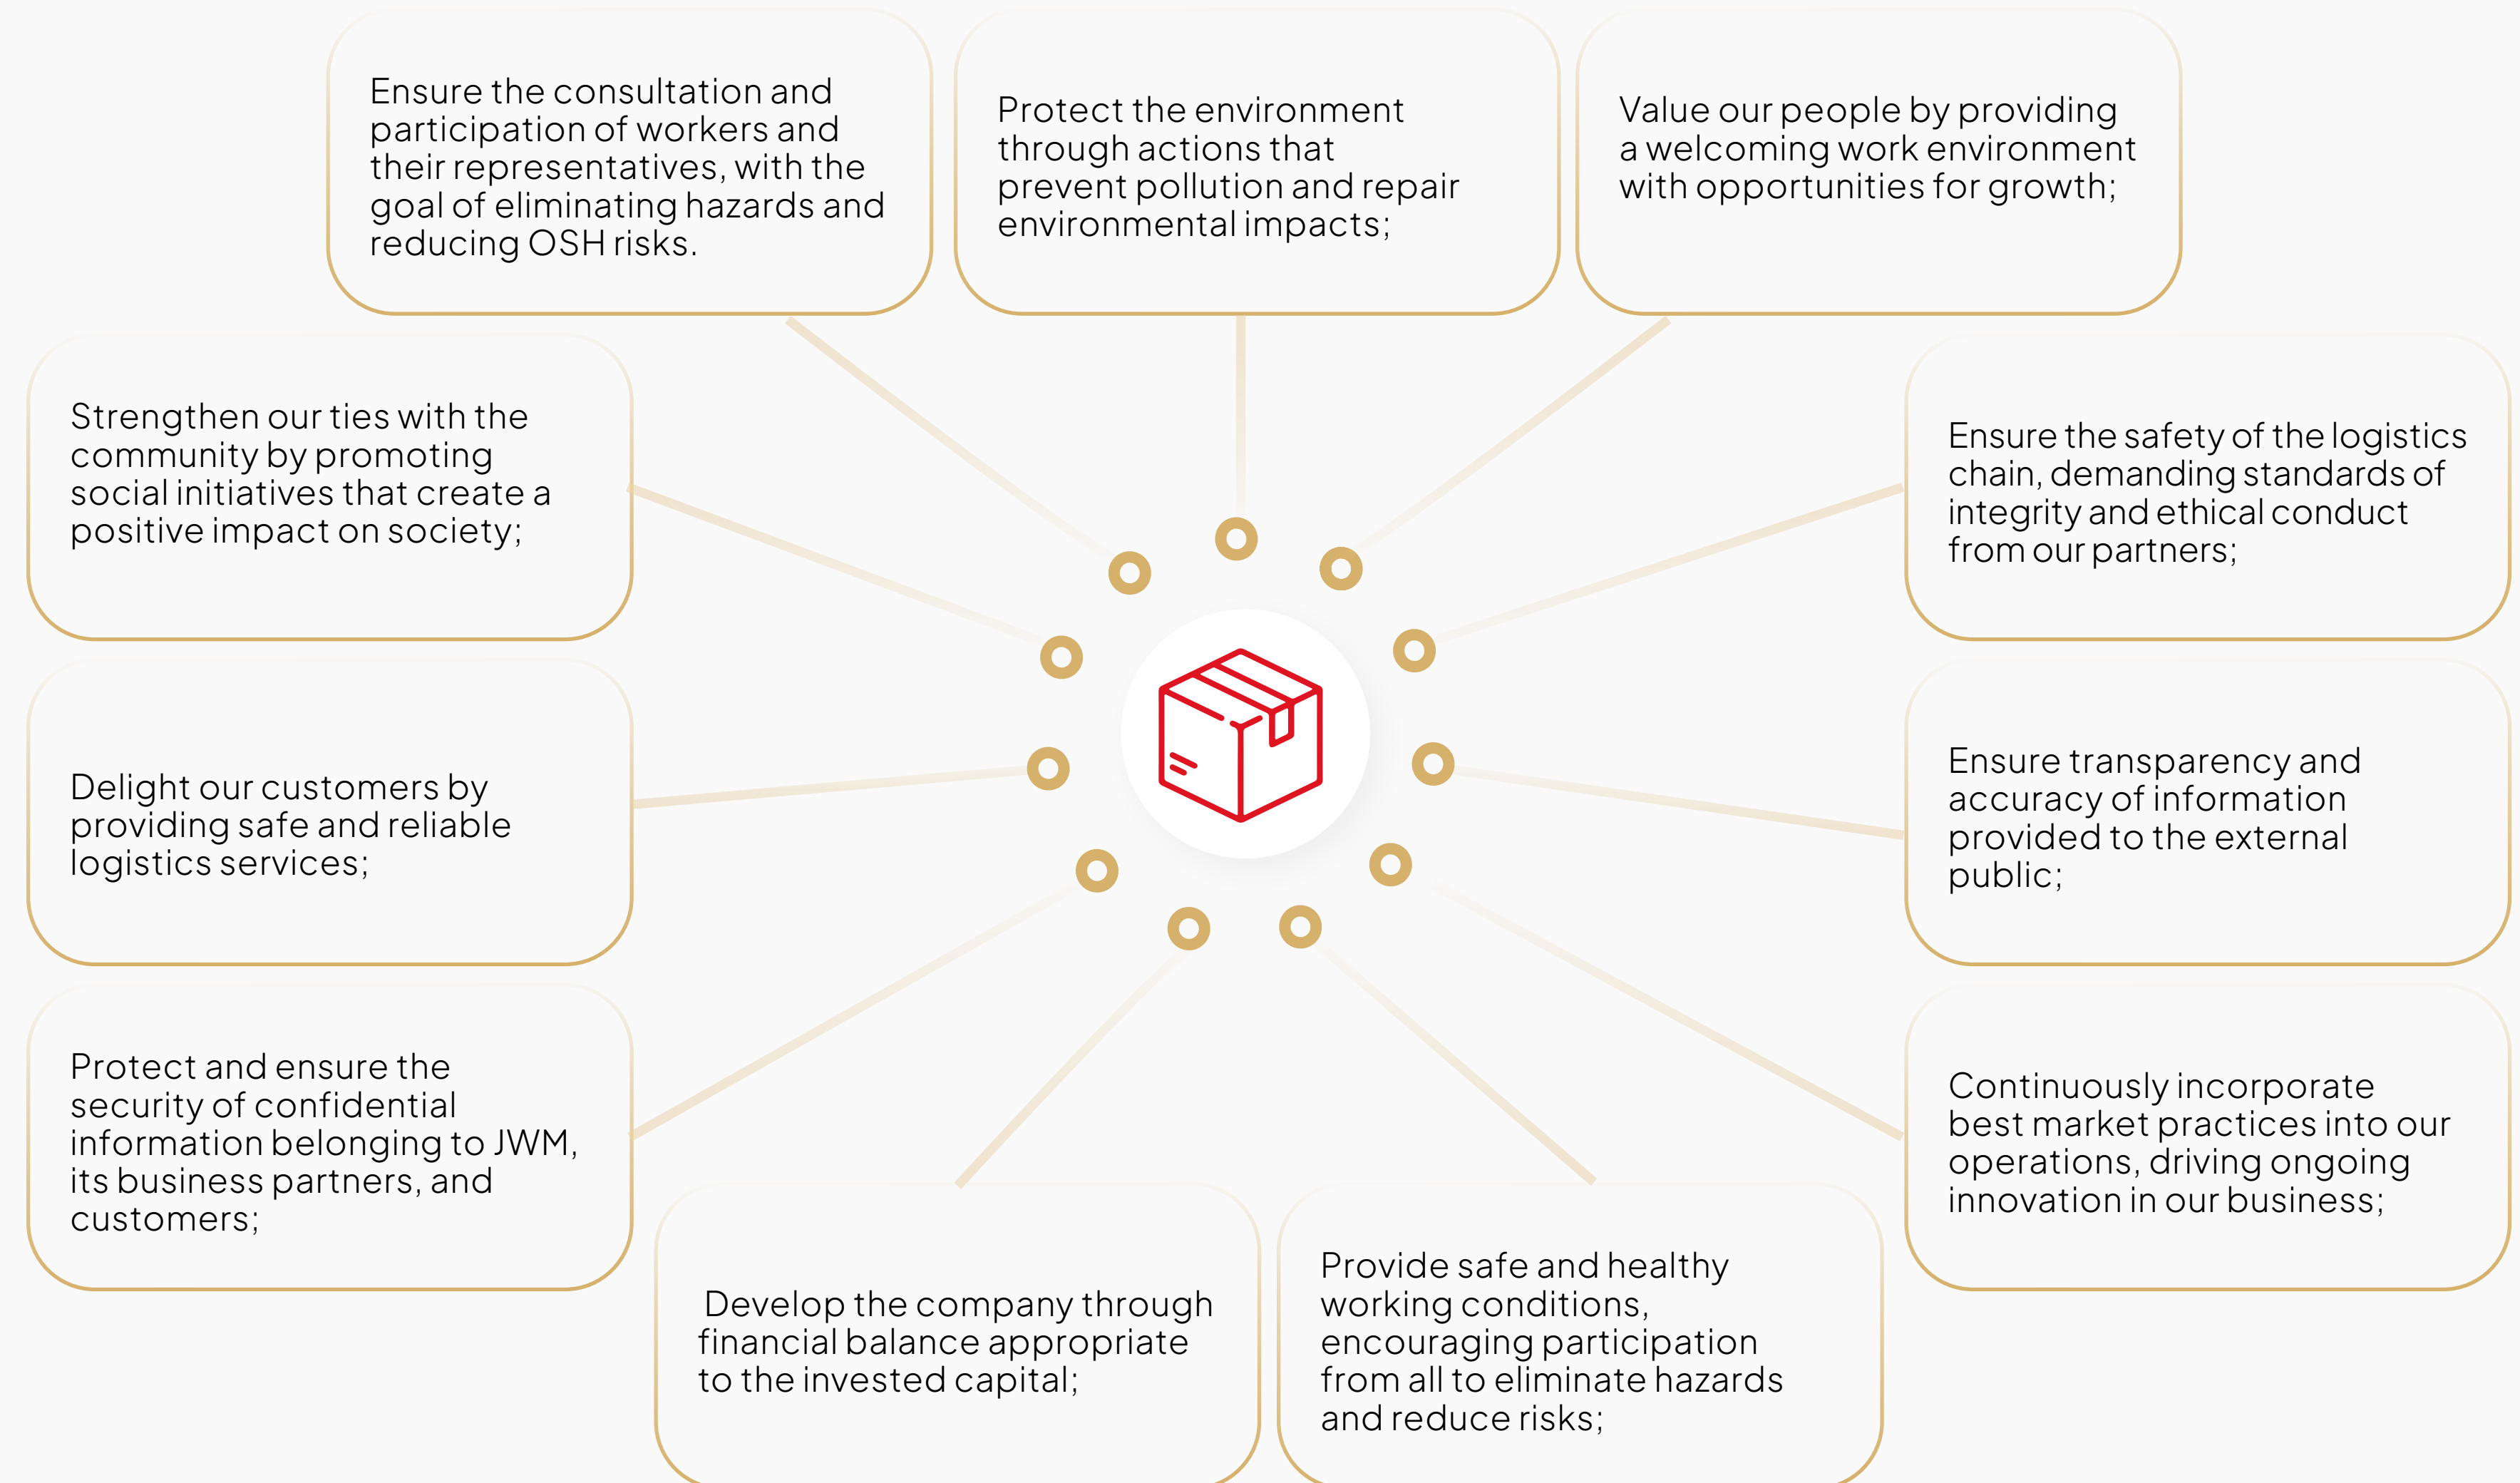 Ensure the consultation and
participation of workers and
their representatives, with the
goal of eliminating hazards and
reducing OSH risks.
Protect the environment
through actions that
prevent pollution and repair
environmental impacts;
Value our people by providing
a welcoming work environment
with opportunities for growth;
Strengthen our ties with the
community by promoting
social initiatives that create a
positive impact on society;
Ensure the safety of the logistics
chain, demanding standards of
integrity and ethical conduct
from our partners;
Delight our customers by
providing safe and reliable
logistics services;
Ensure transparency and
accuracy of information
provided to the external
public;
Protect and ensure the
security of confidential
information belonging to JWM,
its business partners, and
customers;
Continuously incorporate
best market practices into our
operations, driving ongoing
innovation in our business;
Develop the company through
financial balance appropriate
to the invested capital;
Provide safe and healthy
working conditions,
encouraging participation
from all to eliminate hazards
and reduce risks;